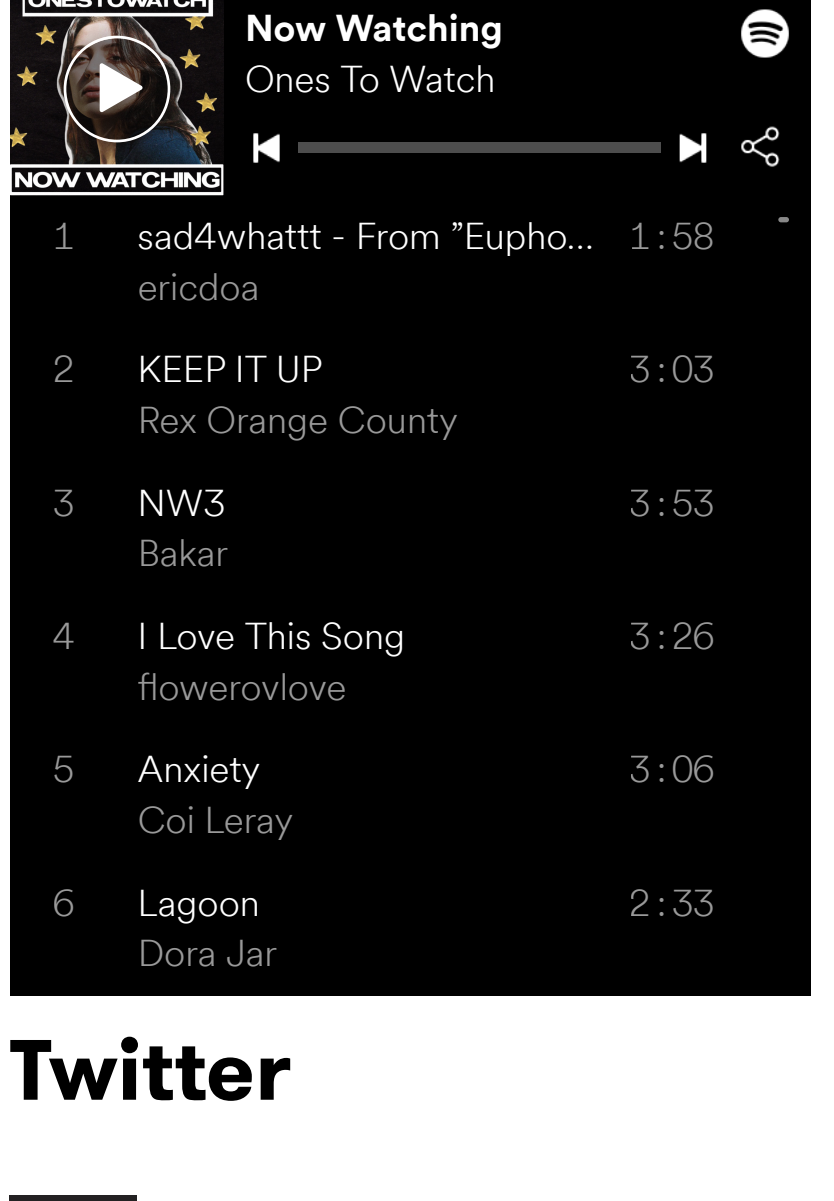 ONESTOWATCH
Now Watching
Ones To Watch
NOW WATCHING
1 sad4whattt - From ”Eupho... 1:58
ericdoa
2 KEEP IT UP 3:03
Rex Orange County
3 NW3 3:53
Bakar
4 I Love This Song 3:26
flowerovlove
5 Anxiety 3:06
Coi Leray
6 Lagoon 2:33
Dora Jar
Twitter